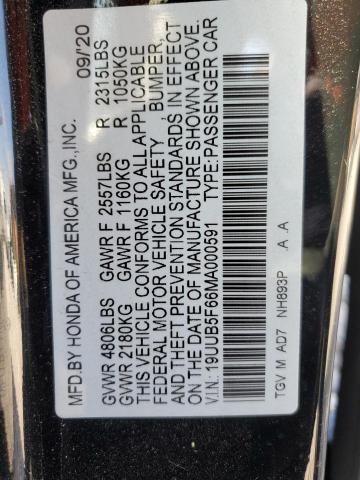 MFD.BY HONDA OF AMERICA MFG.,INC. 09/20
GVWR 4806LBS GAWR F 2557LBS R 2315LBS
GVWR 2180KG GAWR F 1160KG R 1050KG
THIS VEHICLE CONFORMS TO ALL APPLICABLE
FEDERAL MOTOR VEHICLE SAFETY, BUMPER,
AND THEFT PREVENTION STANDARDS IN EFFECT
ON THE DATE OF MANUFACTURE SHOWN ABOVE.
V.I.N.: 19UUB5F66MA000591 TYPE: PASSENGER CAR
TGV M AD7 NH893P A A